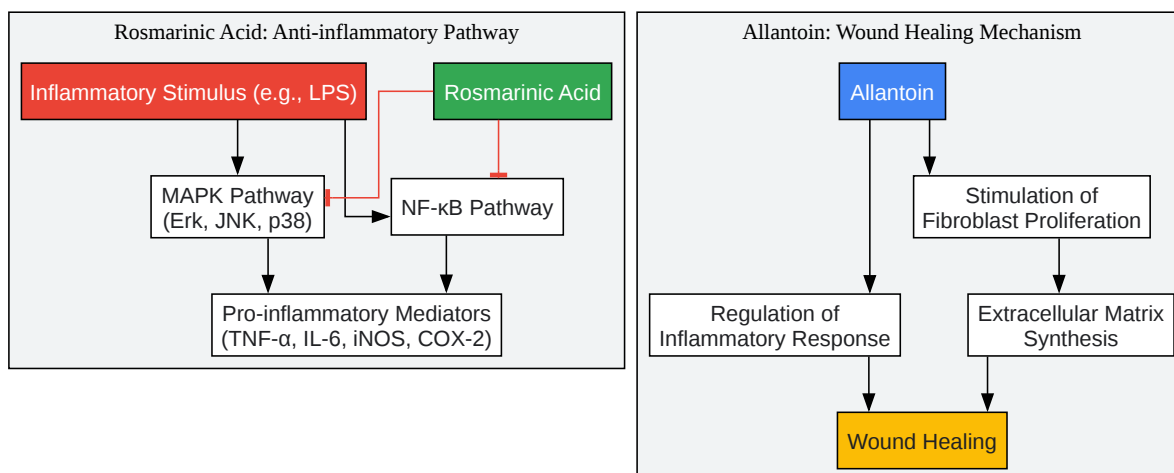 Rosmarinic Acid: Anti-inflammatory Pathway
Inflammatory Stimulus (e.g., LPS)
Rosmarinic Acid
MAPK Pathway
(Erk, JNK, p38)
NF-κB Pathway
Pro-inflammatory Mediators
(TNF-α, IL-6, iNOS, COX-2)
Allantoin: Wound Healing Mechanism
Allantoin
Stimulation of
Fibroblast Proliferation
Regulation of
Inflammatory Response
Extracellular Matrix
Synthesis
Wound Healing